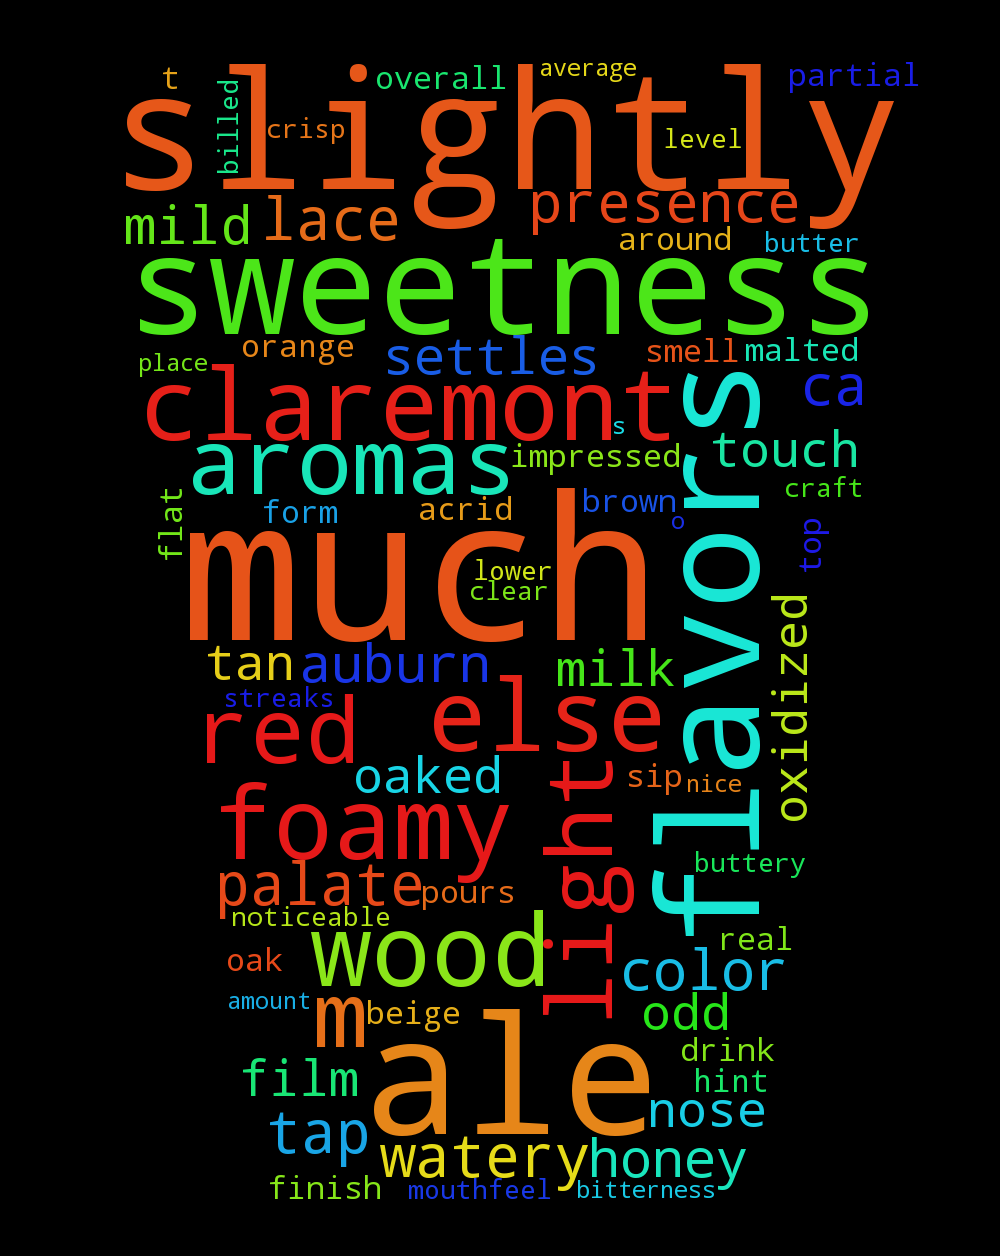 t
billed
crisp
overall
average
partial
slightly
level
mild
lace
presence
around
butter
sweetness
place
orange
settles
smell
malted
claremont
s
ca
aromas
impressed
touch
flavors
craft
flat
form
acrid
brown
o
top
much
lower
clear
oxidized
tan
auburn
milk
streaks
red
else
oaked
sip
nice
light
foamy
buttery
palate
pours
noticeable
wood
real
oak
color
amount
m
beige
odd
ale
drink
film
hint
nose
tap
watery
honey
finish
mouthfeel
bitterness